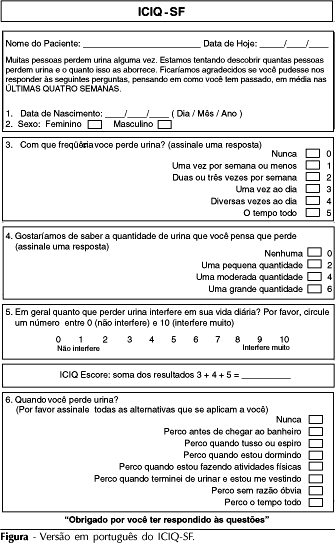 ICIQ - SF
Nome do Paciente: ____________________________ Data de Hoje: _____/____/____
Muitas pessoas perdem urina alguma vez. Estamos tentando descobrir quantas pessoas
perdem urina e o quanto isso as aborrece. Ficaríamos agradecidos se você pudesse nos
responder às seguintes perguntas, pensando em como você tem passado, em média nas
ÚLTIMAS QUATRO SEMANAS.
1. Data de Nascimento: ____/____/____ ( Dia / Mês / Ano )
2. Sexo: Feminino Masculino
3. Com que freqüência voce perde urina? (assinale uma resposta)
Nunca 0
Uma vez por semana ou menos 1
Duas ou três vezes por semana 2
Uma vez ao dia 3
Diversas vezes ao dia 4
O tempo todo 5
4. Gostaríamos de saber a quantidade de urina que você pensa que perde
(assinale uma resposta)
Nenhuma 0
Uma pequena quantidade 2
Uma moderada quantidade 4
Uma grande quantidade 6
5. Em geral quanto que perder urina interfere em sua vida diária? Por favor, circule
um número entre 0 (não interfere) e 10 (interfere muito)
0 1 2 3 4 5 6 7 8 9 10
Não interfere Interfere muito
ICIQ Escore: soma dos resultados 3 + 4 + 5 = __________
6. Quando você perde urina?
(Por favor assinale todas as alternativas que se aplicam a você)
Nunca
Perco antes de chegar ao banheiro
Perco quando tusso ou espiro
Perco quando estou dormindo
Perco quando estou fazendo atividades físicas
Perco quando terminei de urinar e estou me vestindo
Perco sem razão óbvia
Perco o tempo todo
"Obrigado por você ter respondido às questões"
Figura - Versão em português do ICIQ-SF.